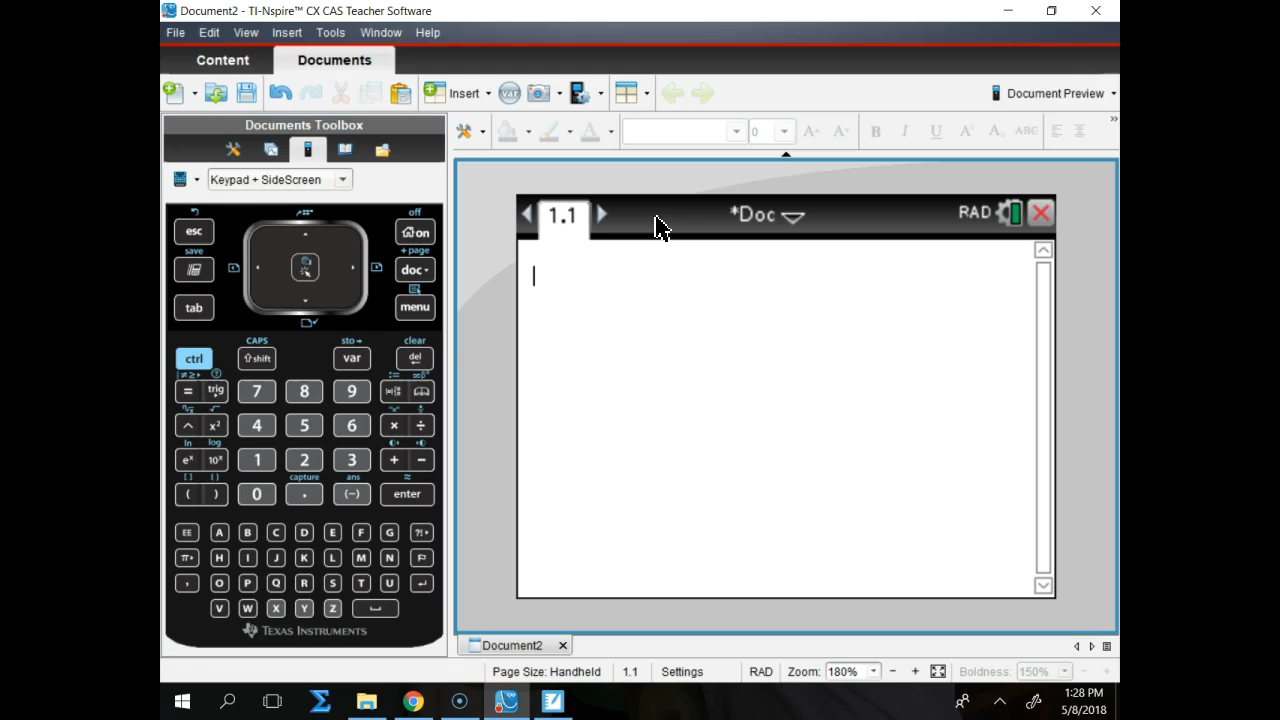 Document2 - TI-Nspire™ CX CAS Teacher Software
File Edit View Insert Tools Window Help
Content Documents
Insert var Document Preview
Documents Toolbox
0 B I U A A ABC
Keypad + SideScreen
1.1 *Doc RAD
off
esc on
save + page
doc
tab menu
CAPS sto→ clear
ctrl shift var del
= trig 7 8 9
^ x² 4 5 6 × ÷
ln log
eˣ 10ˣ 1 2 3 + −
[ ] { } capture ans ≈
( ) 0 . (−) enter
EE A B C D E F G ?!
π H I J K L M N
, O P Q R S T U
V W X Y Z
TEXAS INSTRUMENTS
Document2
Page Size: Handheld 1.1 Settings RAD Zoom: 180% − + Boldness: 150% − +
1:28 PM
5/8/2018